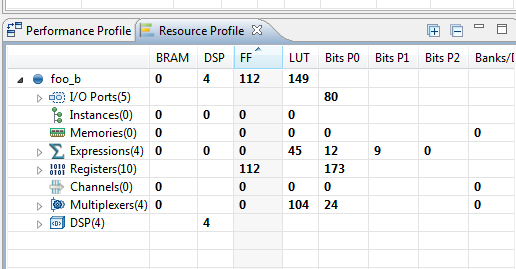 Performance Profile Resource Profile
BRAM DSP FF LUT Bits P0 Bits P1 Bits P2 Banks/D
foo_b 0 4 112 149
I/O Ports(5) 80
Instances(0) 0 0 0 0
Memories(0) 0 0 0 0 0
Expressions(4) 0 0 0 45 12 9 0
Registers(10) 112 173
Channels(0) 0 0 0 0 0
Multiplexers(4) 0 0 104 24 0
DSP(4) 4